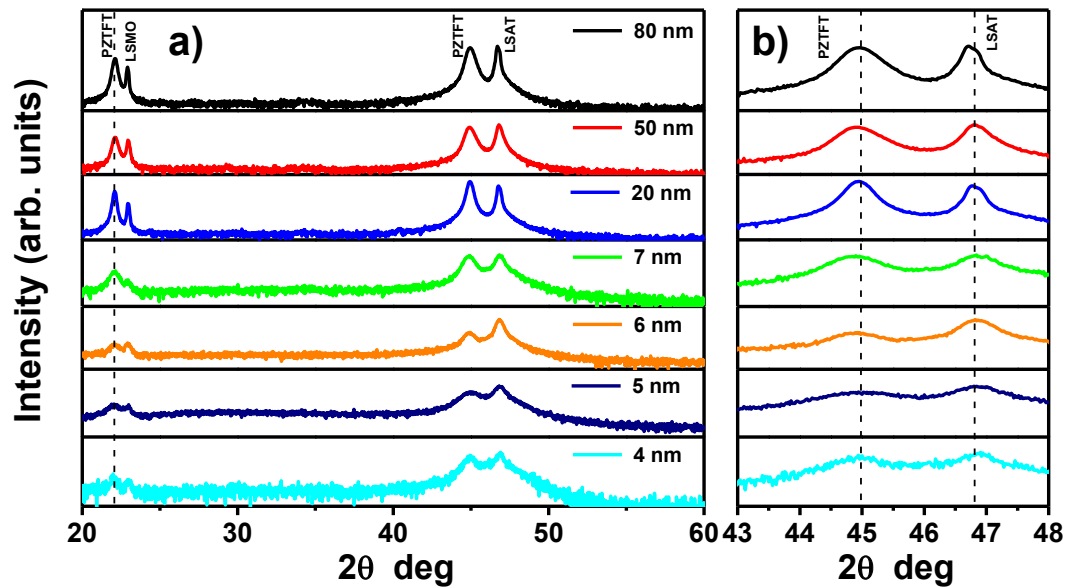 a)
PZTFT
LSMO
PZTFT
LSAT
80 nm
50 nm
20 nm
7 nm
6 nm
5 nm
4 nm
Intensity (arb. units)
20 30 40 50 60
2θ deg
b)
PZTFT
LSAT
43 44 45 46 47 48
2θ deg